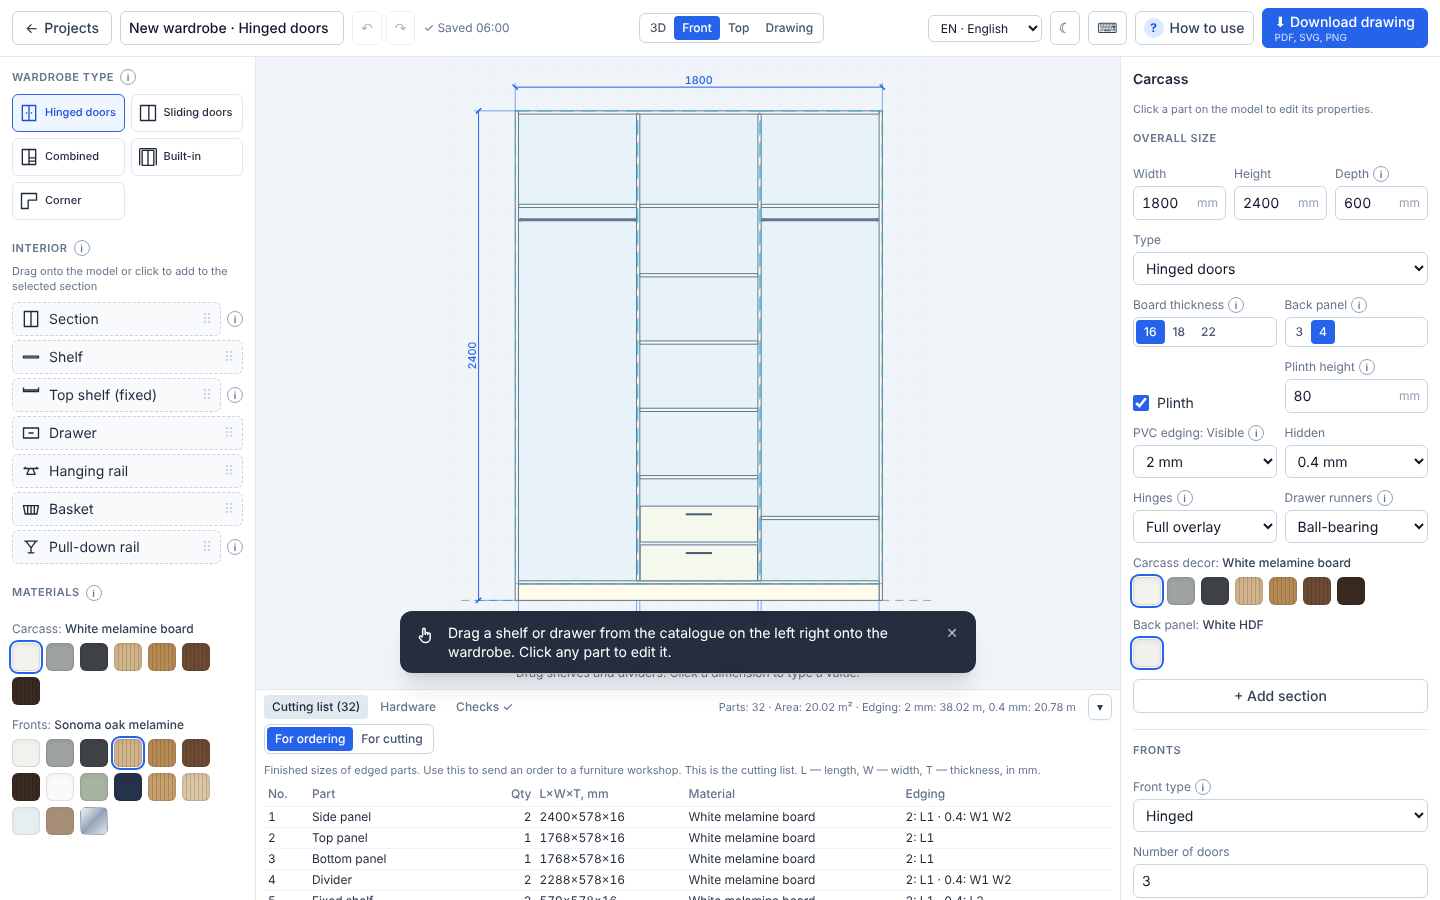 ← Projects
New wardrobe · Hinged doors
✓ Saved 06:00
3D Front Top Drawing
EN · English
? How to use
⬇ Download drawing
PDF, SVG, PNG
WARDROBE TYPE i
Hinged doors
Sliding doors
Combined
Built-in
Corner
INTERIOR i
Drag onto the model or click to add to the
selected section
Section i
Shelf
Top shelf (fixed) i
Drawer
Hanging rail
Basket
Pull-down rail i
MATERIALS i
Carcass: White melamine board
Fronts: Sonoma oak melamine
1800
2400
Drag a shelf or drawer from the catalogue on the left right onto the
wardrobe. Click any part to edit it.
Drag shelves and dividers. Click a dimension to type a value.
Cutting list (32) Hardware Checks ✓
Parts: 32 · Area: 20.02 m² · Edging: 2 mm: 38.02 m, 0.4 mm: 20.78 m
For ordering For cutting
Finished sizes of edged parts. Use this to send an order to a furniture workshop. This is the cutting list. L — length, W — width, T — thickness, in mm.
No. Part Qty L×W×T, mm Material Edging
1 Side panel 2 2400×578×16 White melamine board 2: L1 · 0.4: W1 W2
2 Top panel 1 1768×578×16 White melamine board 2: L1
3 Bottom panel 1 1768×578×16 White melamine board 2: L1
4 Divider 2 2288×578×16 White melamine board 2: L1 · 0.4: W1 W2
Carcass
Click a part on the model to edit its properties.
OVERALL SIZE
Width Height Depth i
1800 mm 2400 mm 600 mm
Type
Hinged doors
Board thickness i Back panel i
16 18 22 3 4
Plinth height i
Plinth 80 mm
PVC edging: Visible i Hidden
2 mm 0.4 mm
Hinges i Drawer runners i
Full overlay Ball-bearing
Carcass decor: White melamine board
Back panel: White HDF
+ Add section
FRONTS
Front type i
Hinged
Number of doors
3